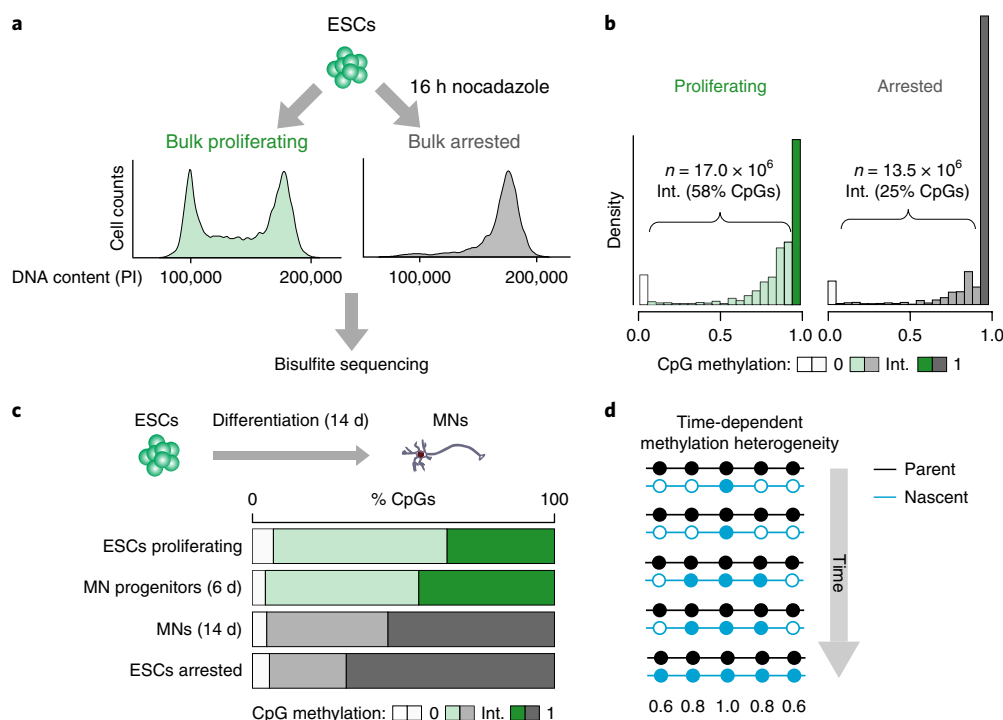 a
ESCs
16 h nocadazole
Bulk proliferating
Bulk arrested
Cell counts
DNA content (PI)
100,000
200,000
100,000
200,000
Bisulfite sequencing
b
Proliferating
Arrested
n = 17.0 × 10⁶
Int. (58% CpGs)
n = 13.5 × 10⁶
Int. (25% CpGs)
Density
0
0.5
1.0
0
0.5
1.0
CpG methylation: 0 Int. 1
c
ESCs
Differentiation (14 d)
MNs
0
% CpGs
100
ESCs proliferating
MN progenitors (6 d)
MNs (14 d)
ESCs arrested
CpG methylation: 0 Int. 1
d
Time-dependent
methylation heterogeneity
Parent
Nascent
Time
0.6 0.8 1.0 0.8 0.6